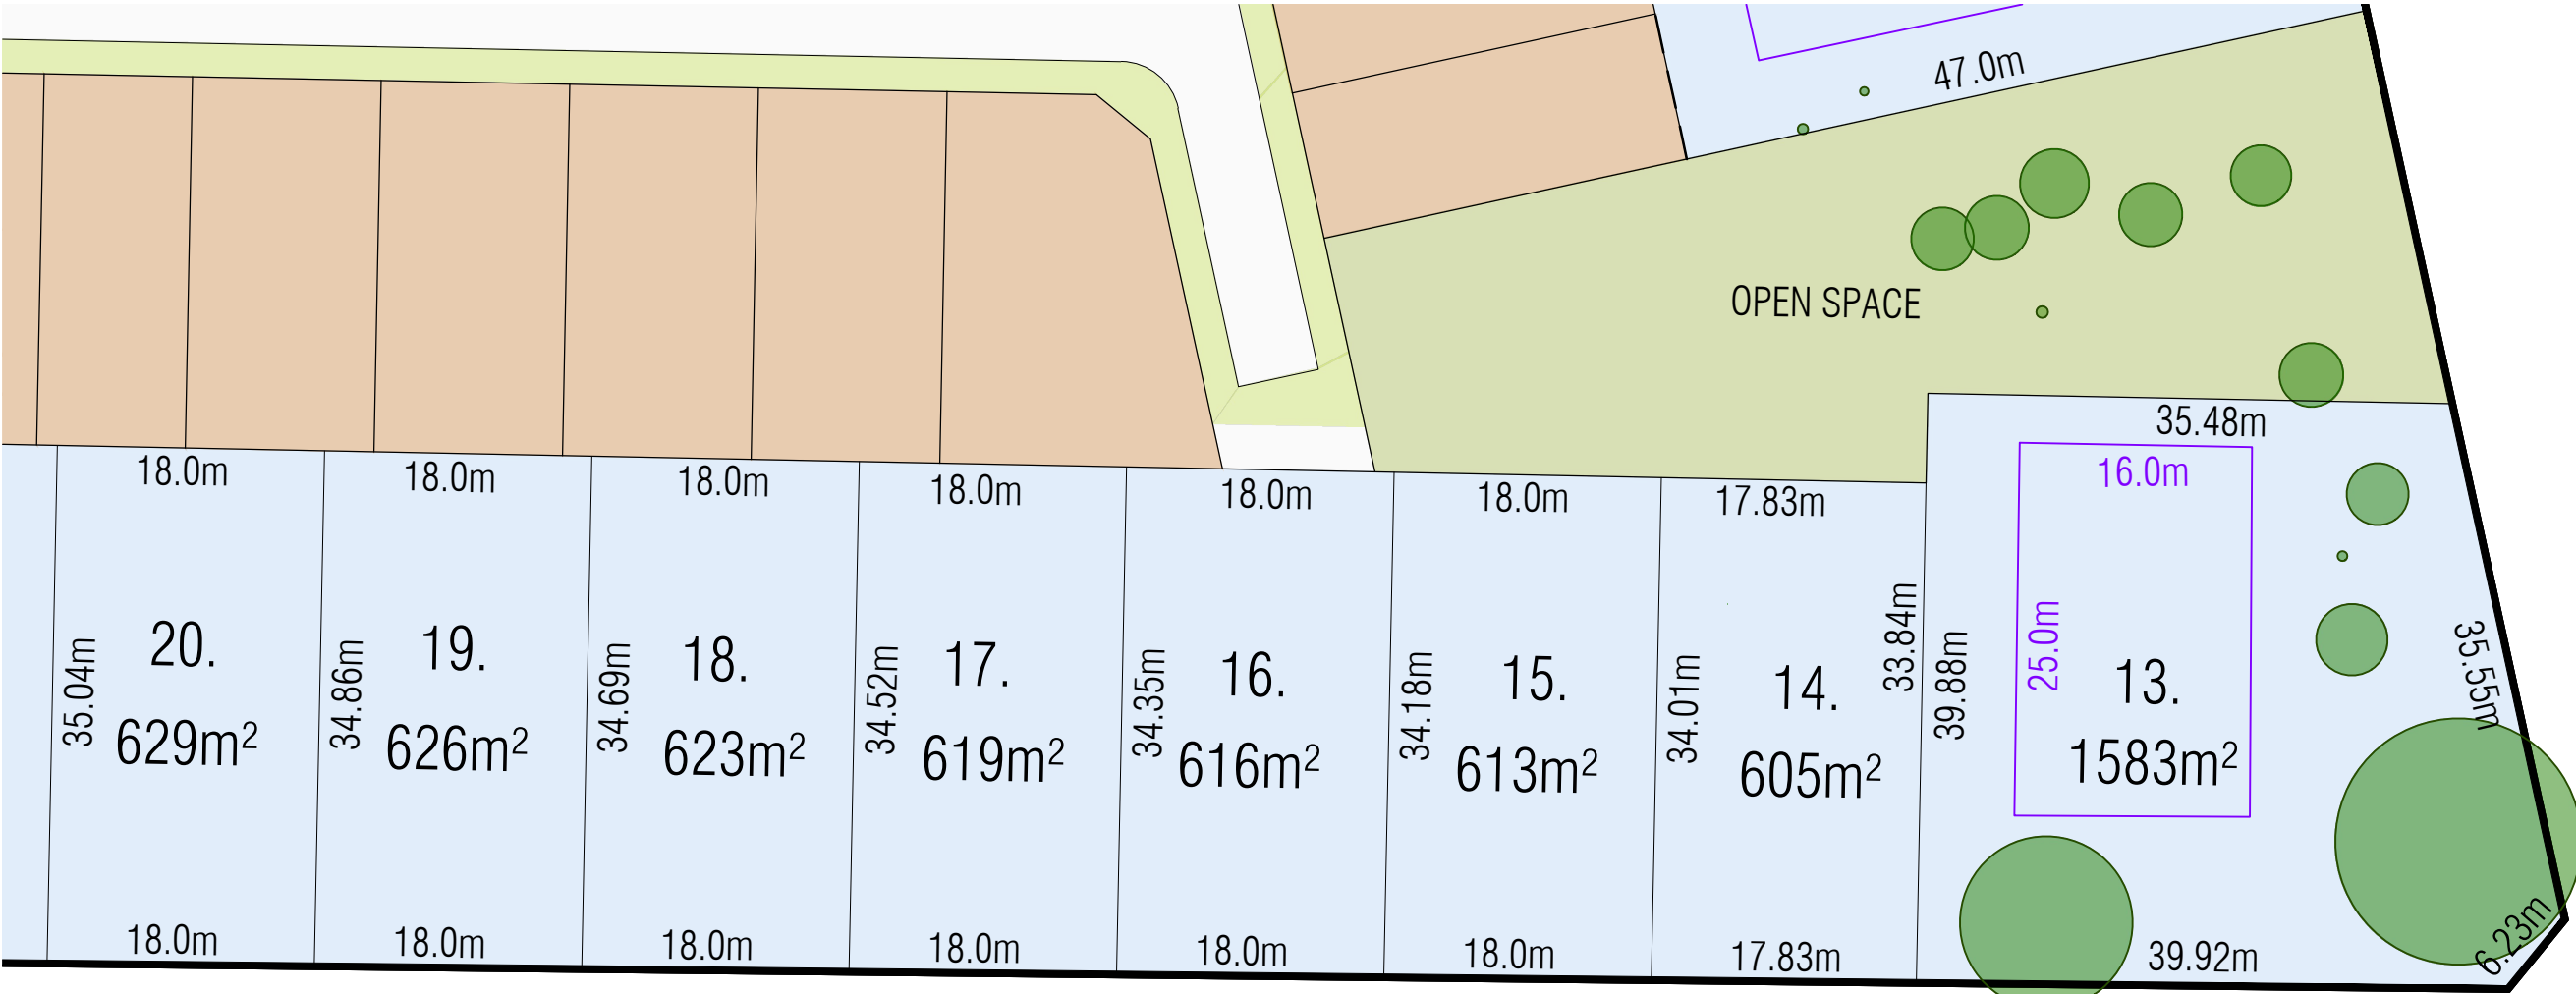 47.0m
OPEN SPACE
35.48m
16.0m
18.0m
18.0m
18.0m
18.0m
18.0m
18.0m
17.83m
35.04m
20.
629m²
34.86m
19.
626m²
34.69m
18.
623m²
34.52m
17.
619m²
34.35m
16.
616m²
34.18m
15.
613m²
34.01m
14.
605m²
33.84m
39.88m
25.0m
13.
1583m²
35.55m
18.0m
18.0m
18.0m
18.0m
18.0m
18.0m
17.83m
39.92m
6.23m